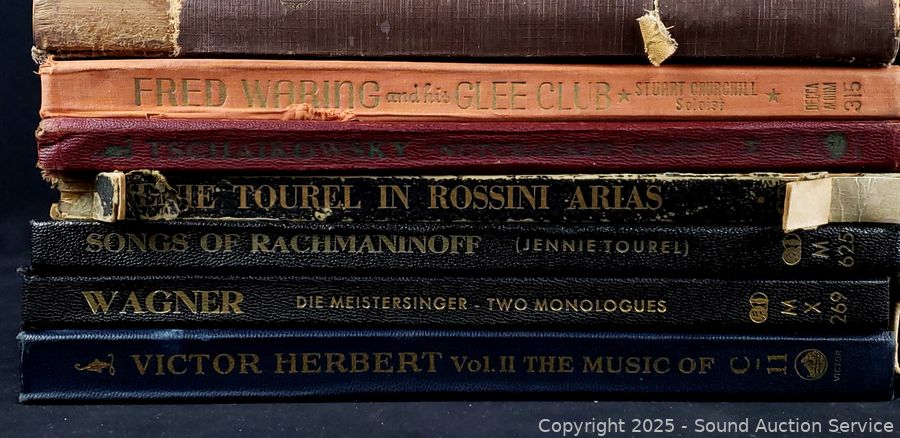 FRED WARING and his GLEE CLUB ★ STUART CHURCHILL Soloist ★ DECCA ALBUM 315
TSCHAIKOWSKY
TOUREL IN ROSSINI ARIAS
SONGS OF RACHMANINOFF (JENNIE TOUREL) M 625
WAGNER DIE MEISTERSINGER - TWO MONOLOGUES M X 269
VICTOR HERBERT Vol. II THE MUSIC OF C-11 VICTOR
Copyright 2025 - Sound Auction Service